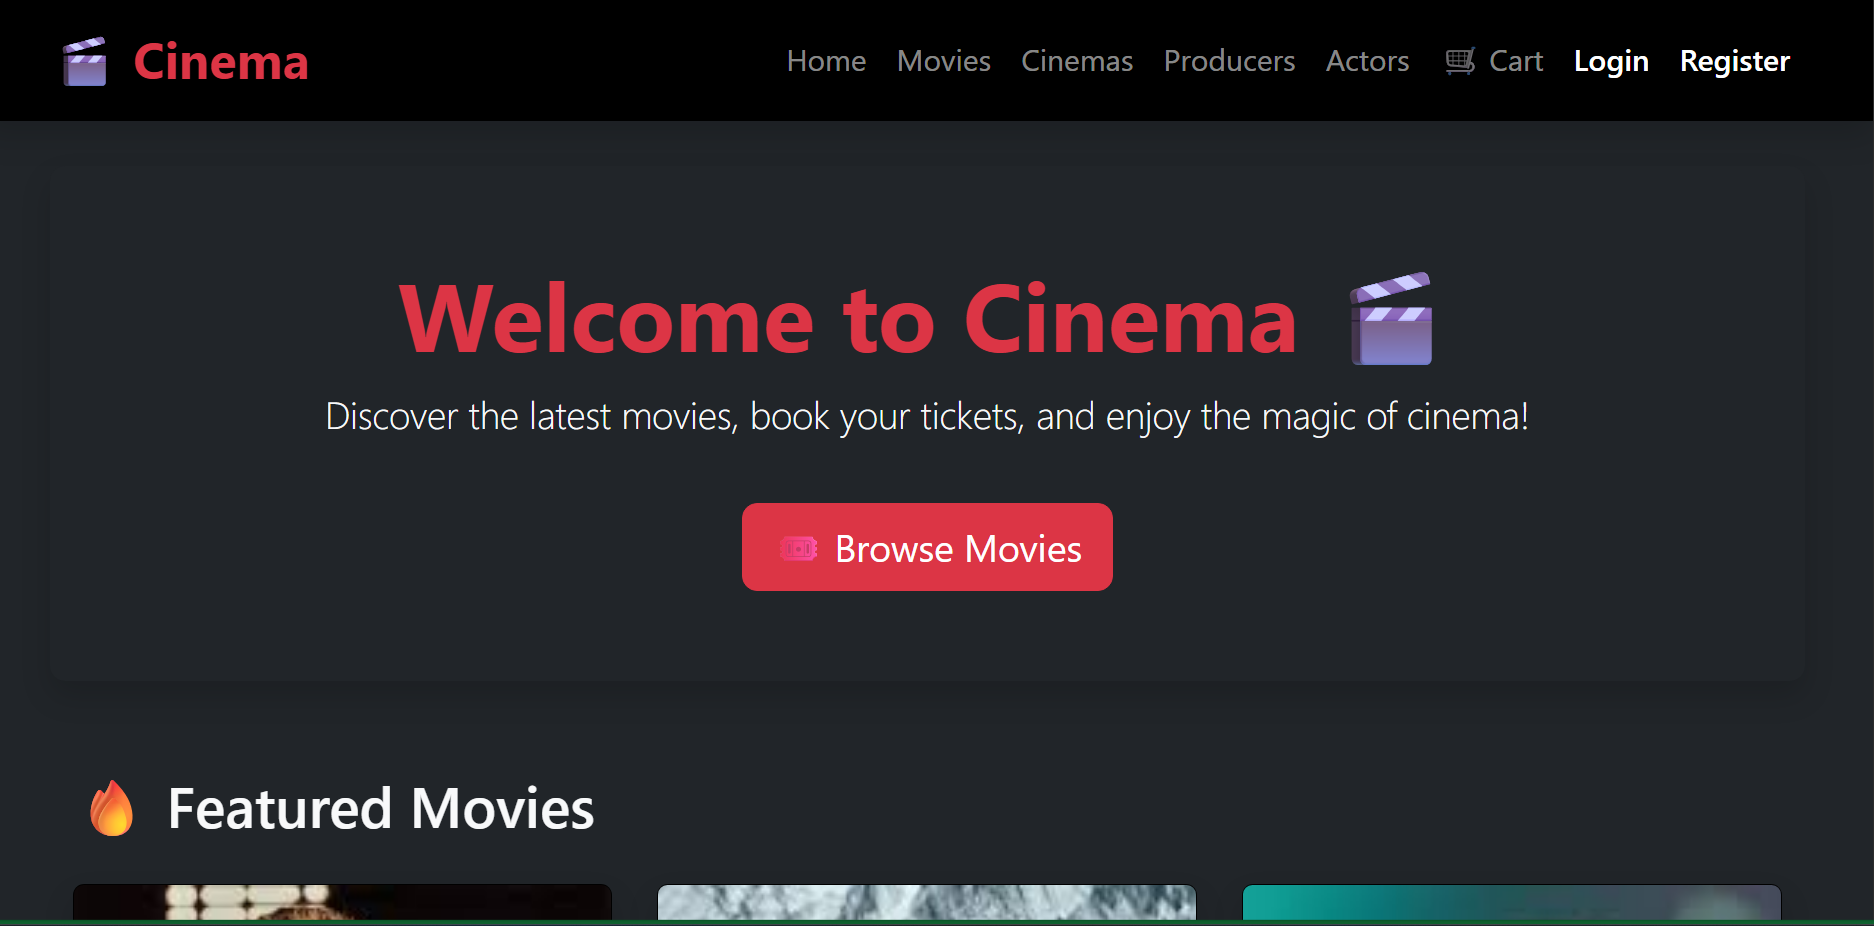 🎬 Cinema
Home Movies Cinemas Producers Actors 🛒 Cart Login Register
Welcome to Cinema 🎬
Discover the latest movies, book your tickets, and enjoy the magic of cinema!
🎟️ Browse Movies
🔥 Featured Movies